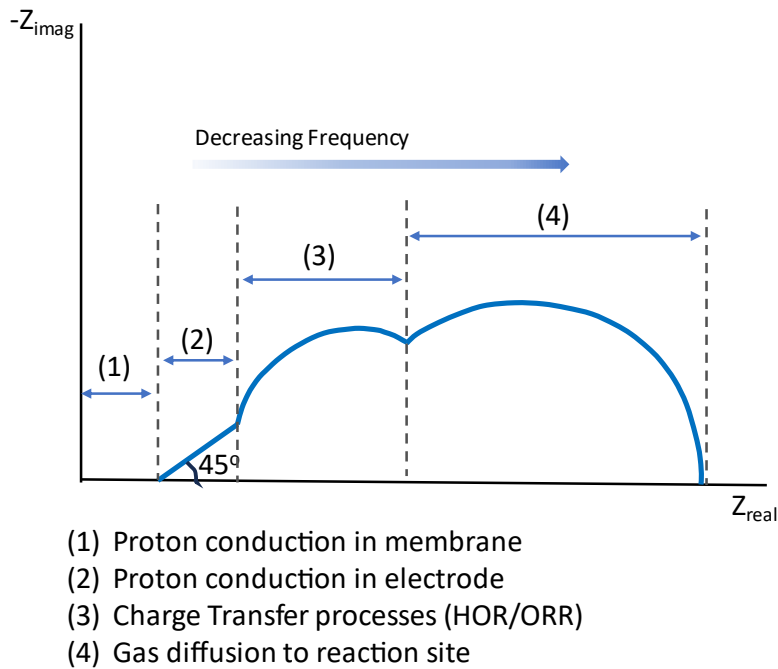 -Zimag
Decreasing Frequency
(4)
(3)
(2)
(1)
45o
Zreal
(1) Proton conduction in membrane
(2) Proton conduction in electrode
(3) Charge Transfer processes (HOR/ORR)
(4) Gas diffusion to reaction site